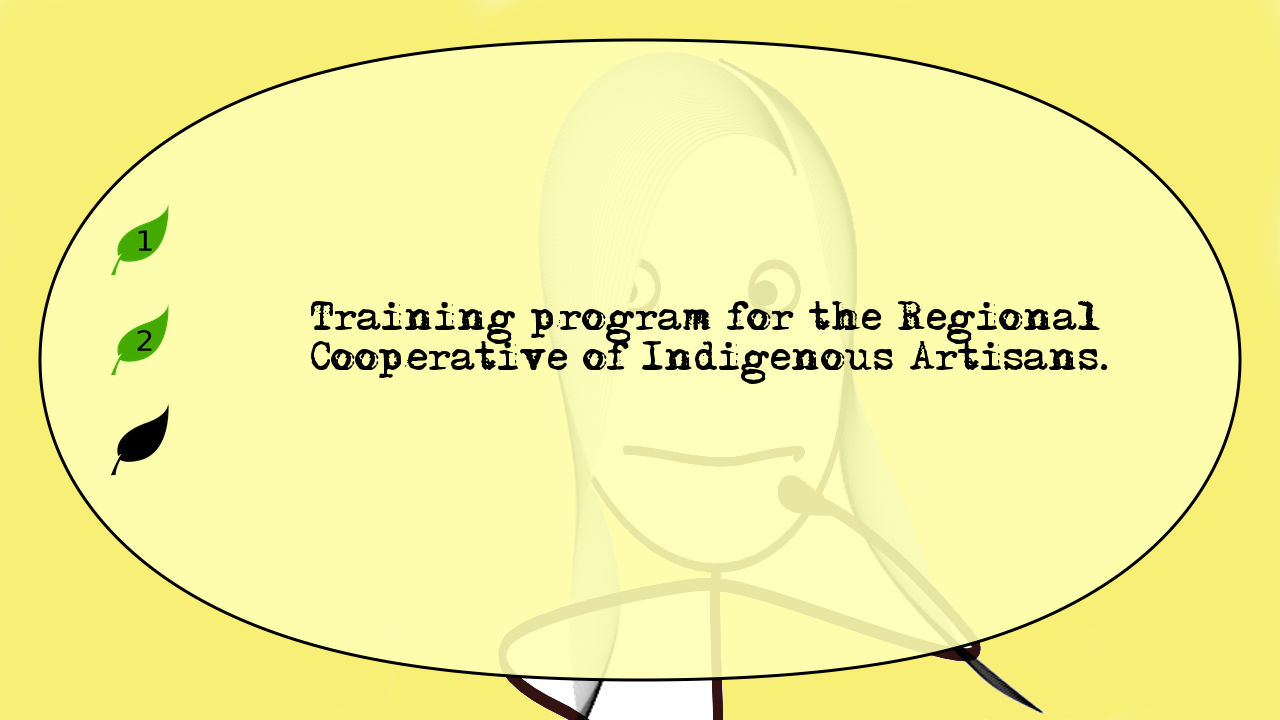 1
2
Training program for the Regional
Cooperative of Indigenous Artisans.